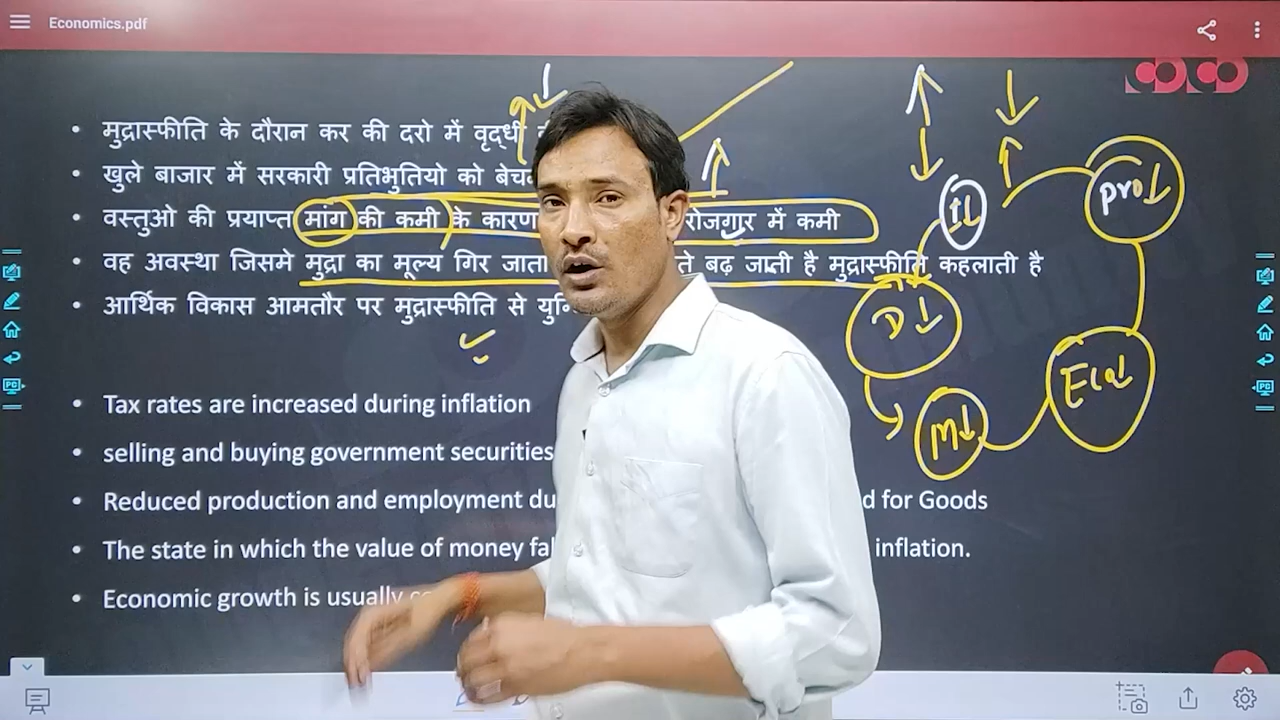 Economics.pdf
मुद्रास्फीति के दौरान कर की दरो में वृद्धी
खुले बाजार में सरकारी प्रतिभुतियो को
वस्तुओ की प्रयाप्त मांग की कमी के कारण रोजगार में कमी
वह अवस्था जिसमे मुद्रा का मूल्य गिर जाता बढ़ जाती है मुद्रास्फीति कहलाती है
आर्थिक विकास आमतौर पर मुद्रास्फीति से
Tax rates are increased during inflation
selling and buying government securities
Reduced production and employment for Goods
The state in which the value of money inflation.
Economic growth is usually
D↓
M↓
Eco↓
pro↓